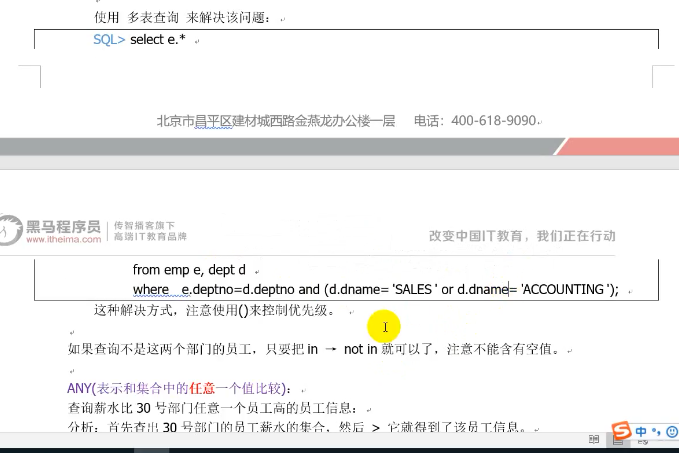 使用 多表查询 来解决该问题：
SQL> select e.*
北京市昌平区建材城西路金燕龙办公楼一层 电话：400-618-9090
黑马程序员
www.itheima.com
传智播客旗下
高端IT教育品牌
改变中国IT教育，我们正在行动
from emp e, dept d
where e.deptno=d.deptno and (d.dname= 'SALES ' or d.dname= 'ACCOUNTING ');
这种解决方式，注意使用()来控制优先级。
如果查询不是这两个部门的员工，只要把 in → not in 就可以了，注意不能含有空值。
ANY(表示和集合中的任意一个值比较)：
查询薪水比 30 号部门任意一个员工高的员工信息：
分析：首先查出 30 号部门的员工薪水的集合，然后 > 它就得到了该员工信息。
中